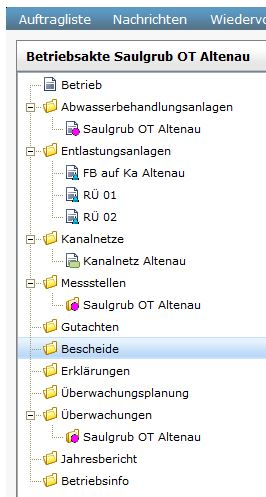 Auftragliste Nachrichten
Betriebsakte Saulgrub OT Altenau
Betrieb
Abwasserbehandlungsanlagen
Saulgrub OT Altenau
Entlastungsanlagen
FB auf Ka Altenau
RÜ 01
RÜ 02
Kanalnetze
Kanalnetz Altenau
Messstellen
Saulgrub OT Altenau
Gutachten
Bescheide
Erklärungen
Überwachungsplanung
Überwachungen
Saulgrub OT Altenau
Jahresbericht
Betriebsinfo